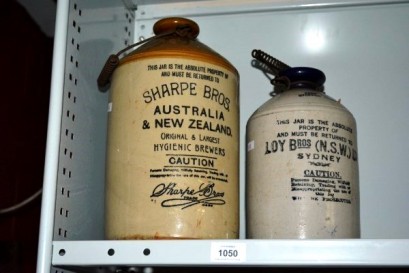 THIS JAR IS THE ABSOLUTE PROPERTY OF
AND MUST BE RETURNED TO
SHARPE BROS
AUSTRALIA
& NEW ZEALAND.
ORIGINAL & LARGEST
HYGIENIC BREWERS
CAUTION
Sharpe Bros
TRADE MARK
THIS JAR IS THE ABSOLUTE
PROPERTY OF
AND MUST BE RETURNED TO
LOY BROS (N.S.W.)
SYDNEY
CAUTION.
1050